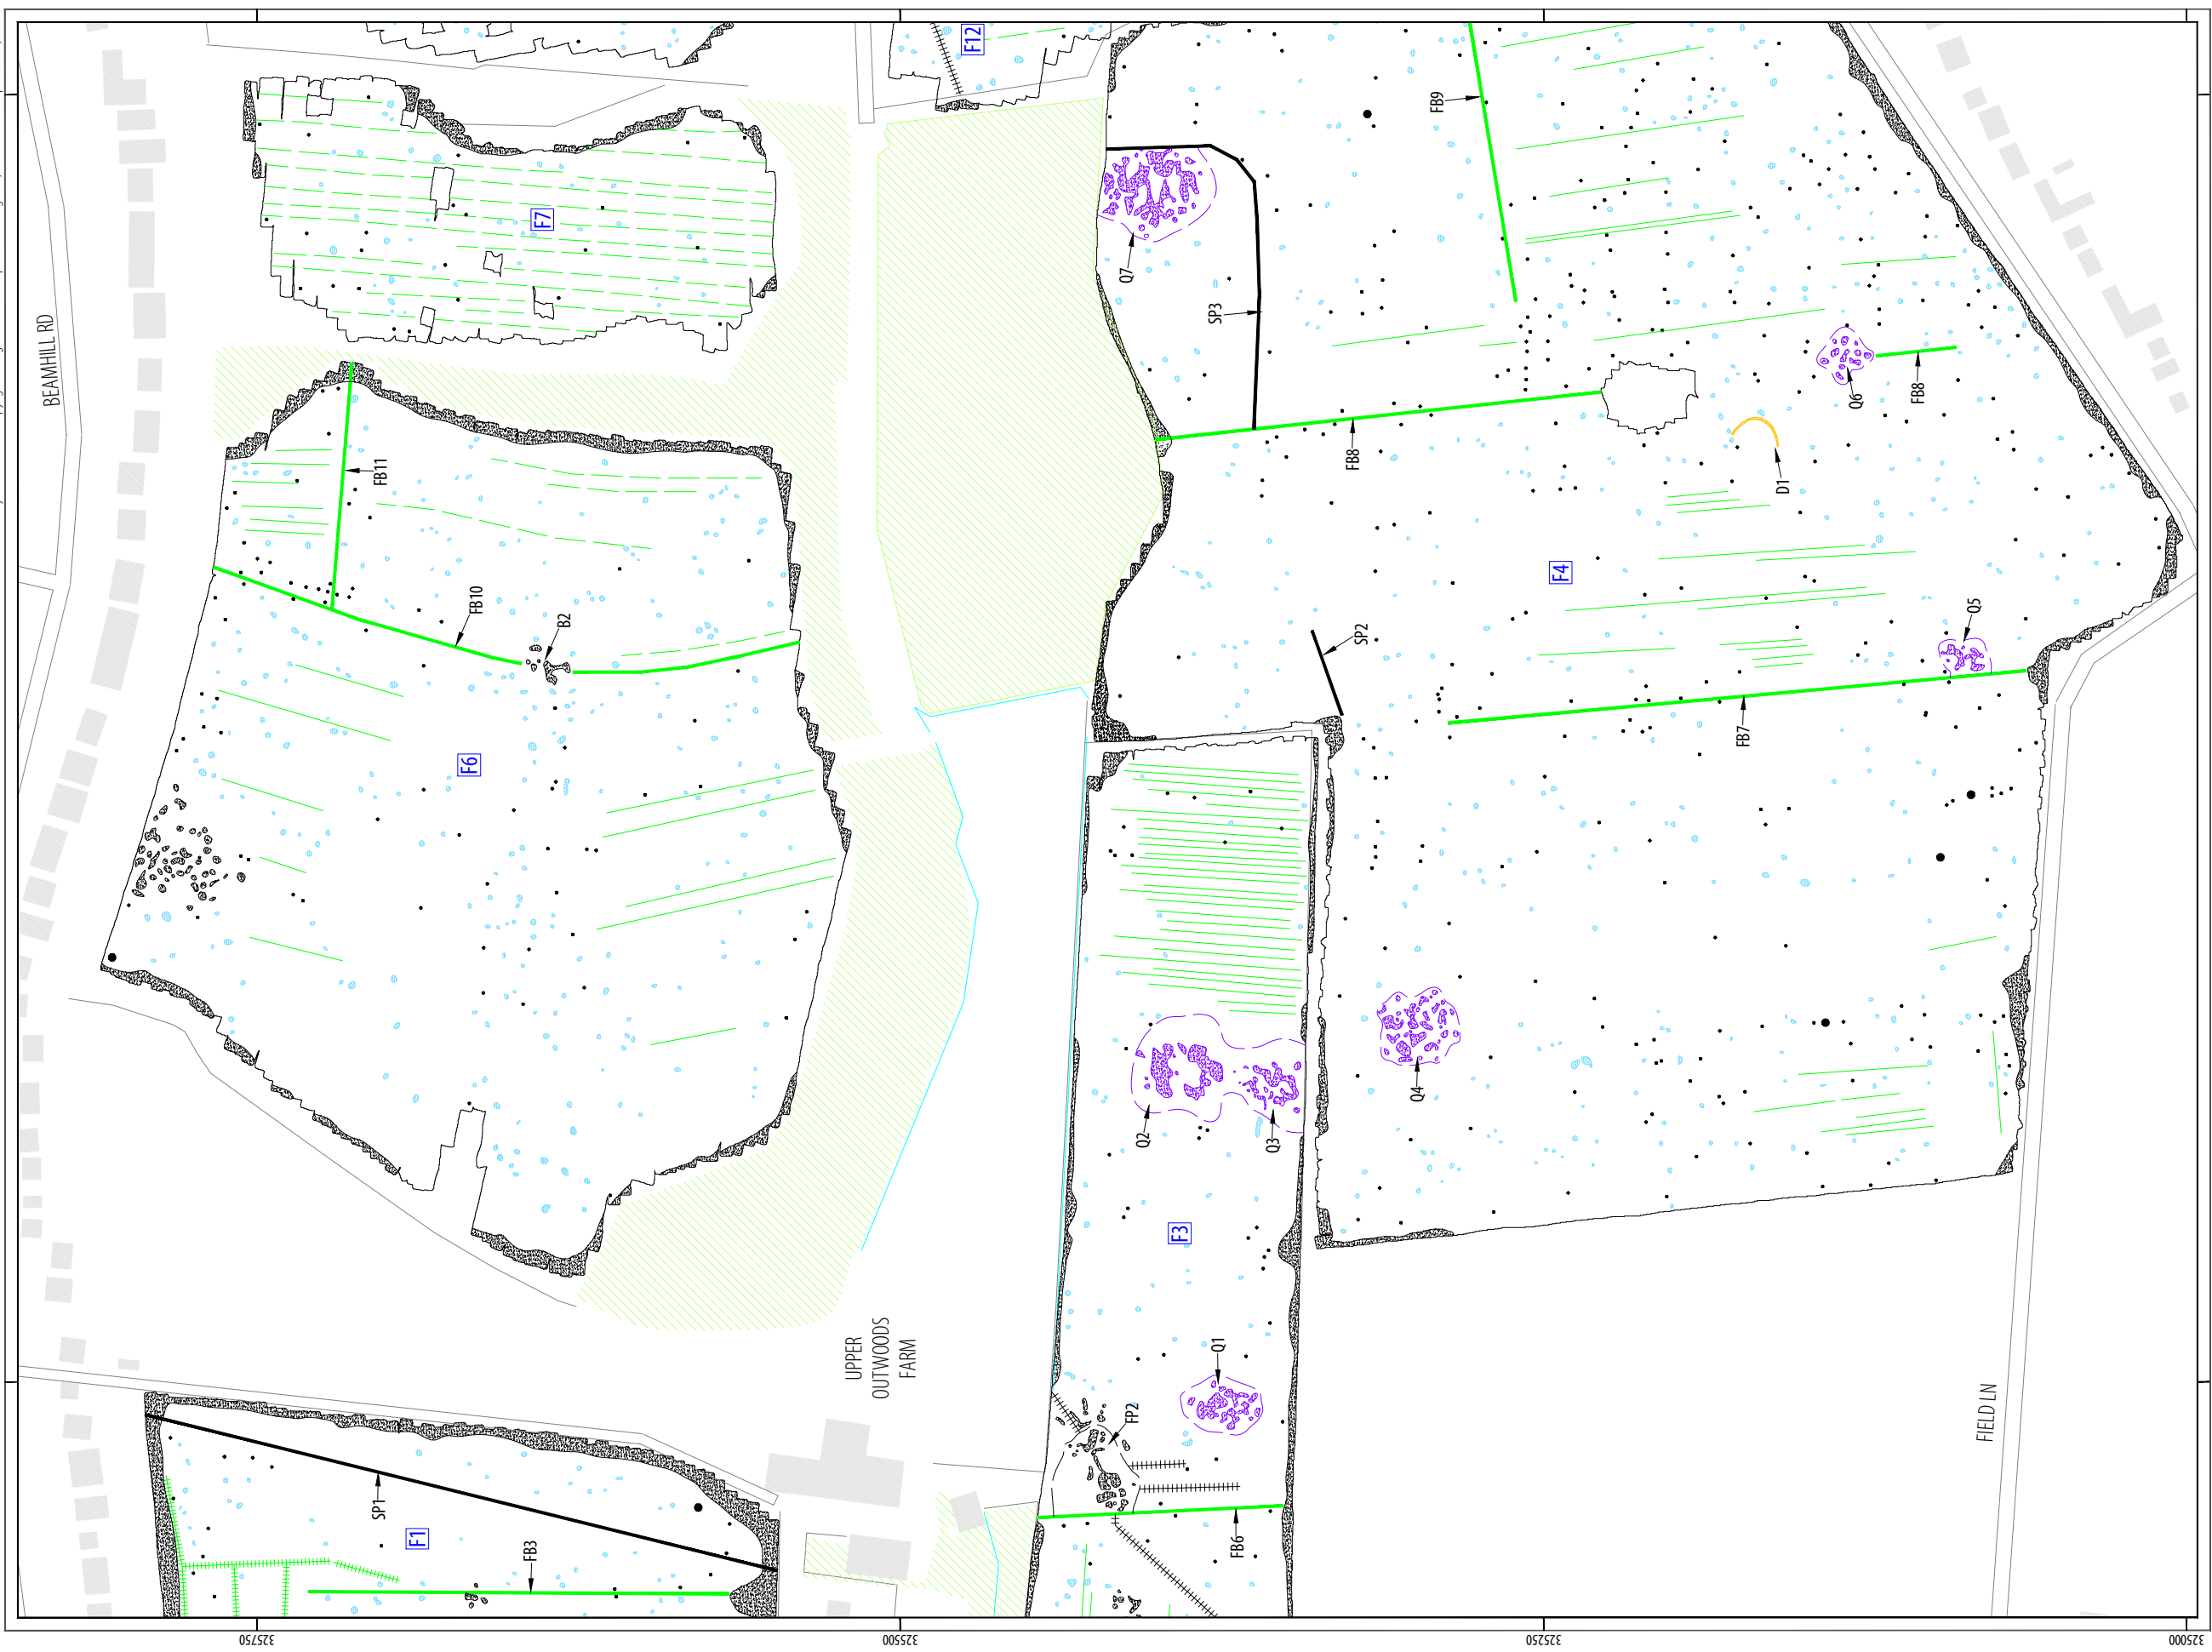 BEAMHILL RD
F12
FB9
F7
Q7
SP3
FB11
FB8
Q6
FB8
D1
FB10
B2
F4
SP2
Q5
F6
FB7
Q4
Q2
Q3
F3
UPPER
OUTWOODS
FARM
Q1
FP2
FIELD LN
SP1
F1
FB3
FB6
325750
325500
325250
325000